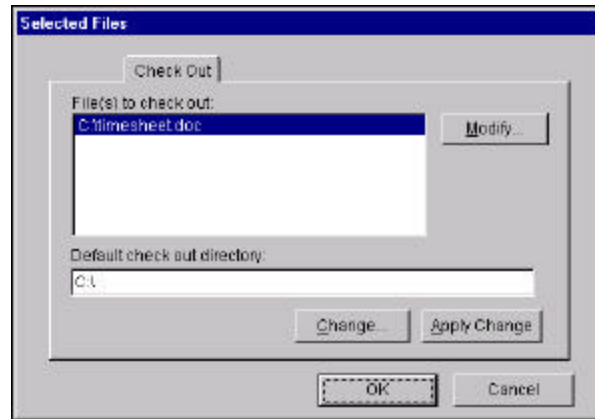 Selected Files
Check Out
File(s) to check out:
C:\timesheet.doc
Modify...
Default check out directory:
C:\
Change...
Apply Change
OK
Cancel